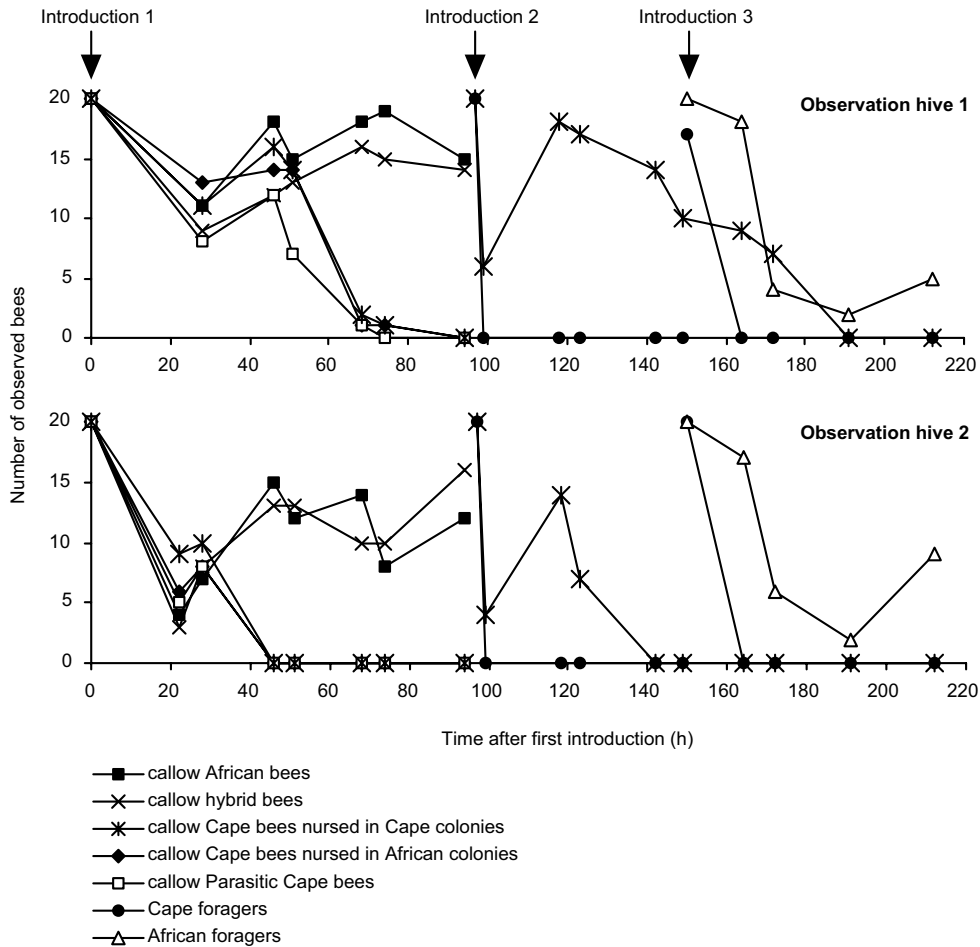 Introduction 1 Introduction 2 Introduction 3
Number of observed bees
20 Observation hive 1
15
10
5
0
0 20 40 60 80 100 120 140 160 180 200 220
20 Observation hive 2
15
10
5
0
0 20 40 60 80 100 120 140 160 180 200 220
Time after first introduction (h)
callow African bees
callow hybrid bees
callow Cape bees nursed in Cape colonies
callow Cape bees nursed in African colonies
callow Parasitic Cape bees
Cape foragers
African foragers